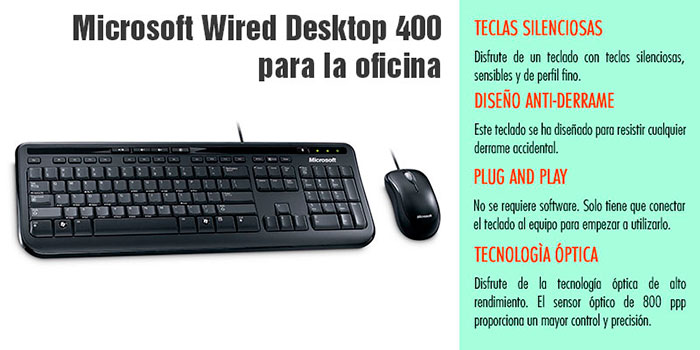 Microsoft Wired Desktop 400
para la oficina
Microsoft
Microsoft
TECLAS SILENCIOSAS
Disfrute de un teclado con teclas silenciosas,
sensibles y de perfil fino.
DISEÑO ANTI-DERRAME
Este teclado se ha diseñado para resistir cualquier
derrame accidental.
PLUG AND PLAY
No se requiere software. Solo tiene que conectar
el teclado al equipo para empezar a utilizarlo.
TECNOLOGÌA ÓPTICA
Disfrute de la tecnología óptica de alto
rendimiento. El sensor óptico de 800 ppp
proporciona un mayor control y precisión.